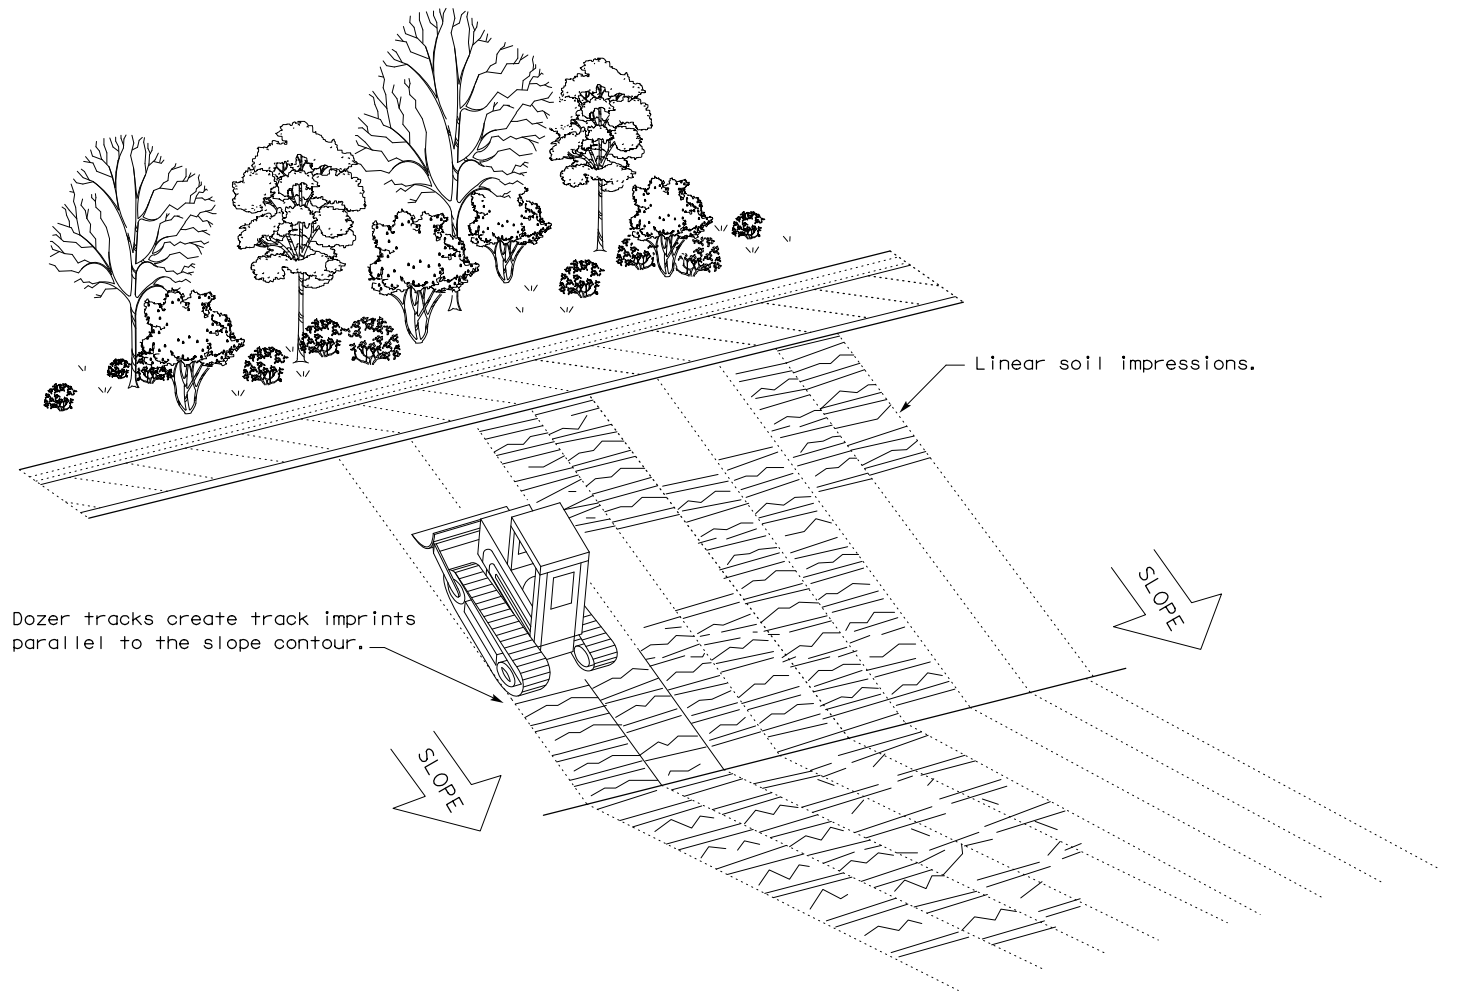 Linear soil impressions.
SLOPE
Dozer tracks create track imprints
parallel to the slope contour.
SLOPE